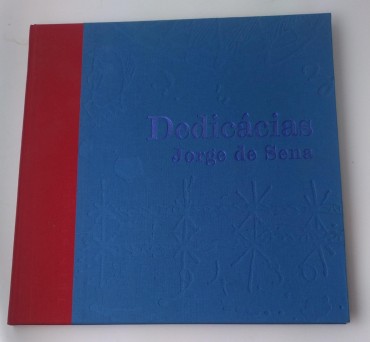 Dedicácias
Jorge de Sena